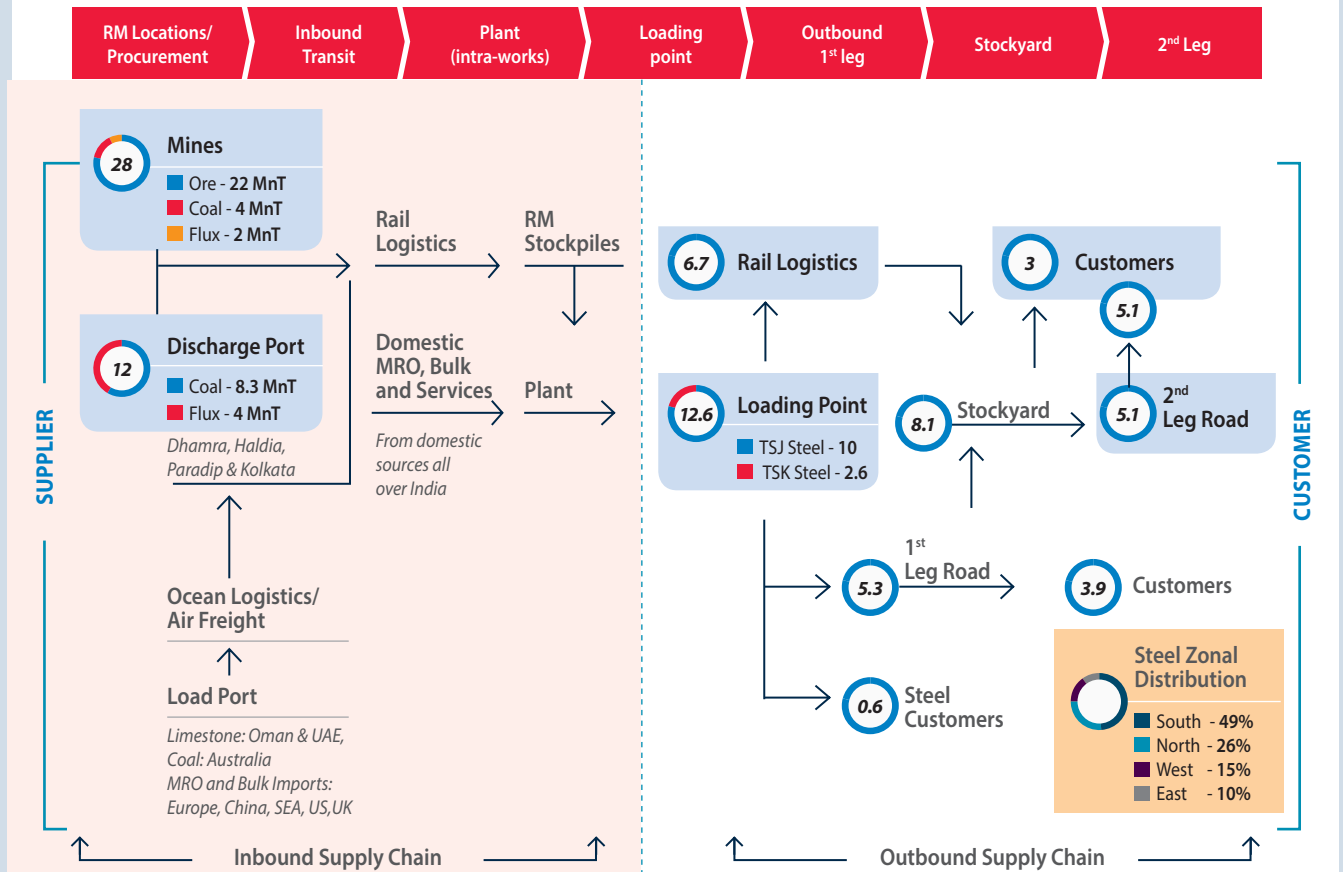 RM Locations/
Procurement
Inbound
Transit
Plant
(intra-works)
Loading
point
Outbound
1st leg
Stockyard
2nd Leg
SUPPLIER
28
Mines
Ore - 22 MnT
Coal - 4 MnT
Flux - 2 MnT
12
Discharge Port
Coal - 8.3 MnT
Flux - 4 MnT
Dhamra, Haldia,
Paradip & Kolkata
Ocean Logistics/
Air Freight
Load Port
Limestone: Oman & UAE,
Coal: Australia
MRO and Bulk Imports:
Europe, China, SEA, US,UK
Rail
Logistics
RM
Stockpiles
Domestic
MRO, Bulk
and Services
From domestic
sources all
over India
Plant
Inbound Supply Chain
6.7
Rail Logistics
12.6
Loading Point
TSJ Steel - 10
TSK Steel - 2.6
3
Customers
5.1
8.1
Stockyard
5.1
2nd
Leg Road
5.3
1st
Leg Road
3.9
Customers
0.6
Steel
Customers
Steel Zonal
Distribution
South - 49%
North - 26%
West - 15%
East - 10%
CUSTOMER
Outbound Supply Chain